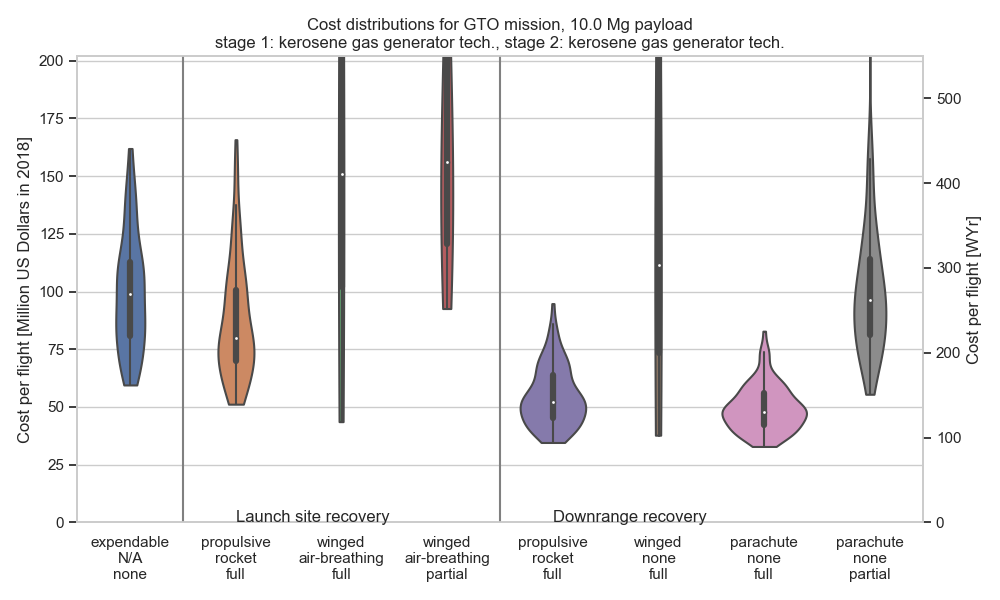 Cost distributions for GTO mission, 10.0 Mg payload
stage 1: kerosene gas generator tech., stage 2: kerosene gas generator tech.
Cost per flight [Million US Dollars in 2018]
200
175
150
125
100
75
50
25
0
500
400
300
200
100
0
Cost per flight [WYr]
Launch site recovery
Downrange recovery
expendable
N/A
none
propulsive
rocket
full
winged
air-breathing
full
winged
air-breathing
partial
propulsive
rocket
full
winged
none
full
parachute
none
full
parachute
none
partial